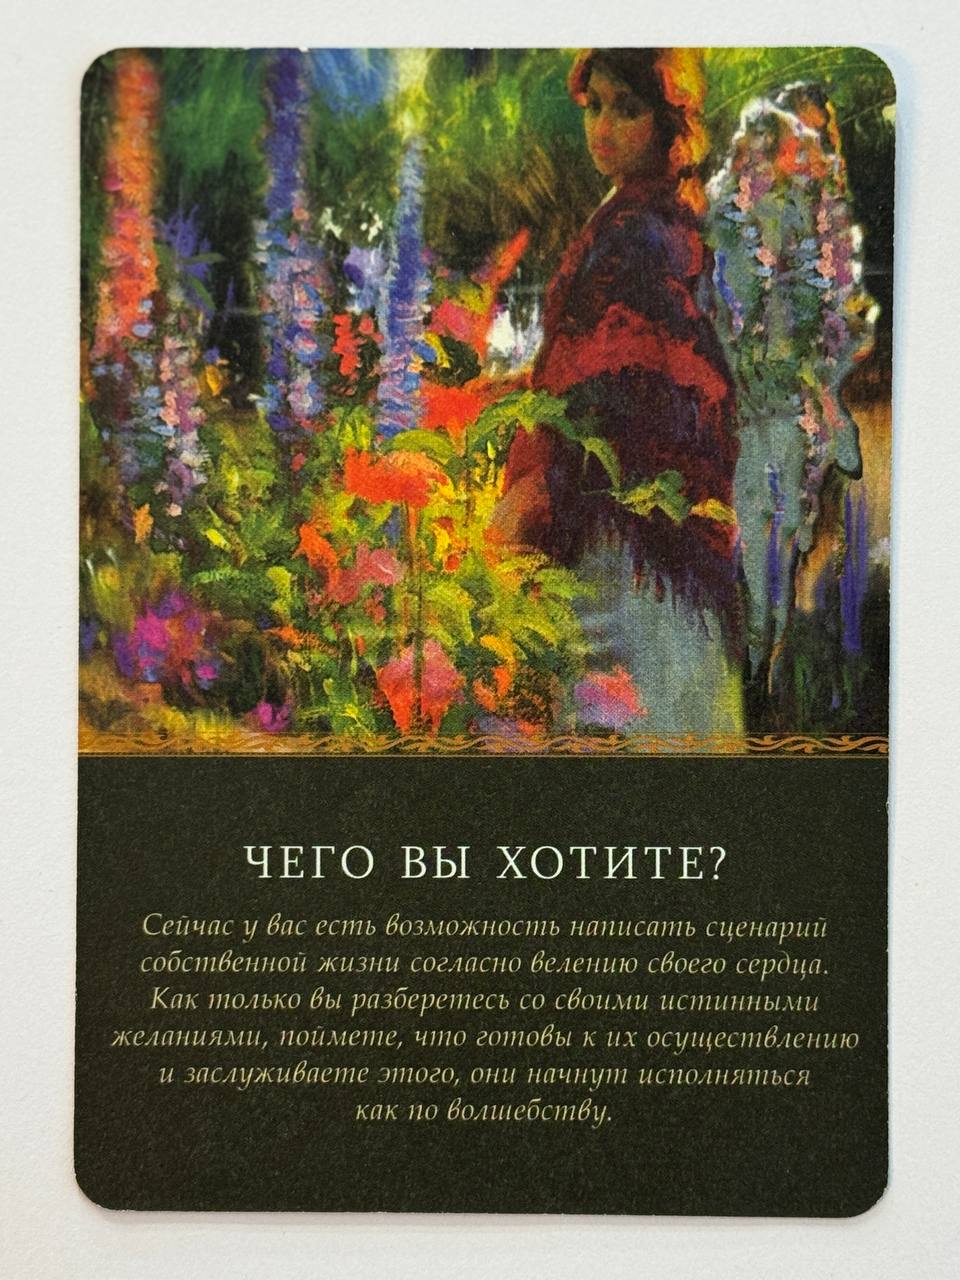 ЧЕГО ВЫ ХОТИТЕ?
Сейчас у вас есть возможность написать сценарий
собственной жизни согласно велению своего сердца.
Как только вы разберетесь со своими истинными
желаниями, поймете, что готовы к их осуществлению
и заслуживаете этого, они начнут исполняться
как по волшебству.